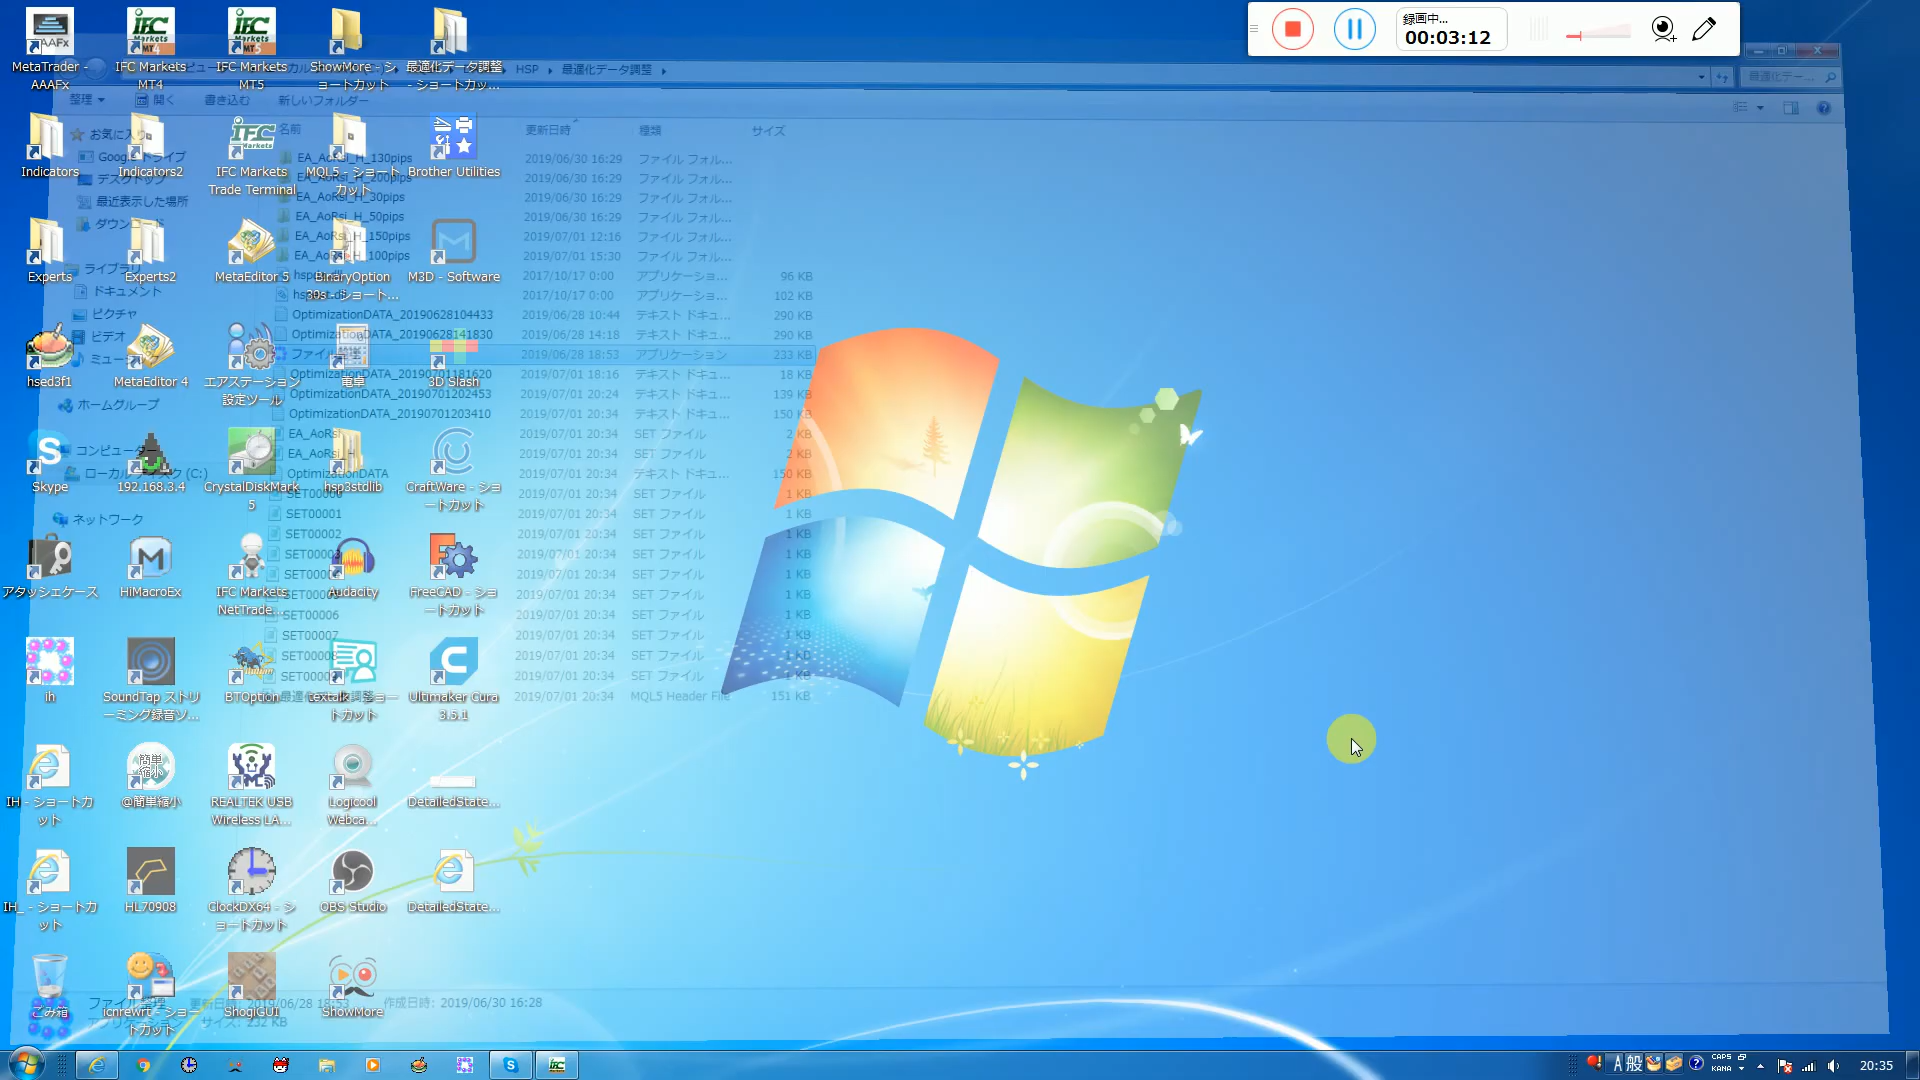 録画中...
00:03:12
MetaTrader -
AAAFx
IFC Markets
MT4
IFC Markets
MT5
ShowMore - シ
ョートカット
最適化データ調整
- ショートカッ...
HSP
最適化データ調整
最適化デー...
整理
開く
書き込む
新しいフォルダー
お気に入り
Google ドライブ
デスクトップ
最近表示した場所
ダウンロード
ライブラリ
ドキュメント
ピクチャ
ビデオ
ホームグループ
コンピューター
ローカル ディスク (C:)
ネットワーク
名前
更新日時
種類
サイズ
EA_AoRsi_H_130pips 2019/06/30 16:29 ファイル フォル...
EA_AoRsi_H_200pips 2019/06/30 16:29 ファイル フォル...
EA_AoRsi_H_30pips 2019/06/30 16:29 ファイル フォル...
EA_AoRsi_H_50pips 2019/06/30 16:29 ファイル フォル...
EA_AoRsi_H_150pips 2019/07/01 12:16 ファイル フォル...
EA_AoRsi_H_100pips 2019/07/01 15:30 ファイル フォル...
2017/10/17 0:00 アプリケーショ... 96 KB
2017/10/17 0:00 アプリケーショ... 102 KB
OptimizationDATA_20190628104433 2019/06/28 10:44 テキスト ドキュ... 290 KB
OptimizationDATA_20190628141830 2019/06/28 14:18 テキスト ドキュ... 290 KB
ファイル整理 2019/06/28 18:53 アプリケーション 233 KB
OptimizationDATA_20190701181620 2019/07/01 18:16 テキスト ドキュ... 18 KB
OptimizationDATA_20190701202453 2019/07/01 20:24 テキスト ドキュ... 139 KB
OptimizationDATA_20190701203410 2019/07/01 20:34 テキスト ドキュ... 150 KB
EA_AoRsi 2019/07/01 20:34 SET ファイル 2 KB
EA_AoRsi_H 2019/07/01 20:34 SET ファイル 2 KB
OptimizationDATA 2019/07/01 20:34 テキスト ドキュ... 150 KB
SET00000 2019/07/01 20:34 SET ファイル 1 KB
SET00001 2019/07/01 20:34 SET ファイル 1 KB
SET00002 2019/07/01 20:34 SET ファイル 1 KB
SET00003 2019/07/01 20:34 SET ファイル 1 KB
SET00004 2019/07/01 20:34 SET ファイル 1 KB
SET00005 2019/07/01 20:34 SET ファイル 1 KB
SET00006 2019/07/01 20:34 SET ファイル 1 KB
SET00007 2019/07/01 20:34 SET ファイル 1 KB
SET00008 2019/07/01 20:34 SET ファイル 1 KB
SET00009 2019/07/01 20:34 SET ファイル 1 KB
最適化データ調整 2019/07/01 20:34 MQL5 Header File 151 KB
Indicators
Indicators2
IFC Markets
Trade Terminal
MQL5 - ショート
カット
Brother Utilities
Experts
Experts2
MetaEditor 5
BinaryOption
30s - ショート...
M3D - Software
hsed3f1
MetaEditor 4
エアステーション
設定ツール
電卓
3D Slash
Skype
192.168.3.4
CrystalDiskMark
5
hsp3stdlib
CraftWare - ショ
ートカット
アタッシェケース
HiMacroEx
IFC Markets
NetTrade...
Audacity
FreeCAD - ショ
ートカット
ih
SoundTap ストリ
ーミング録音ソ...
BTOption
textalk - ショー
トカット
Ultimaker Cura
3.5.1
IH - ショートカ
ット
@簡単縮小
REALTEK USB
Wireless LA...
Logicool
Webca...
DetailedState...
IH_ - ショートカ
ット
HL70908
ClockDX64 - シ
ョートカット
OBS Studio
DetailedState...
ごみ箱
icnrewrt - ショー
トカット
ShogiGUI
ShowMore
ファイル整理 更新日時: 2019/06/28 18:53 作成日時: 2019/06/30 16:28
アプリケーション サイズ: 232 KB
A 般
CAPS
KANA
20:35